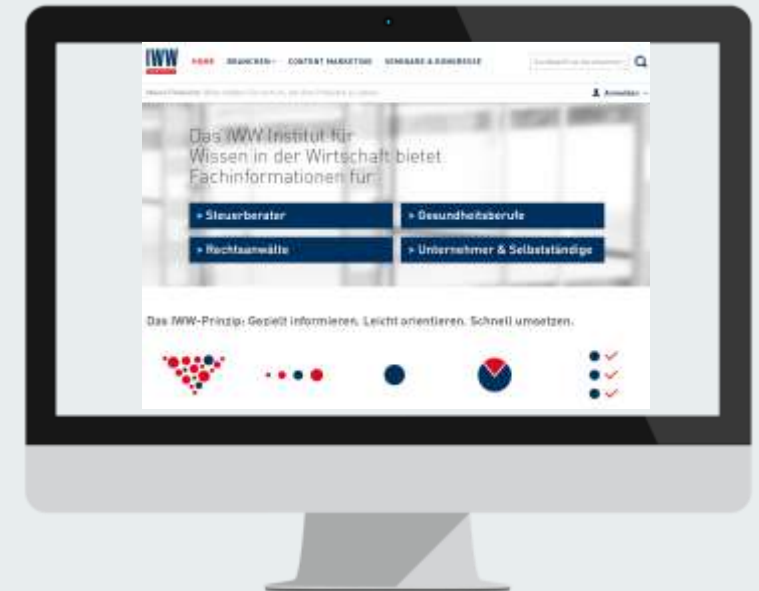 IWW
HOME BRANCHEN CONTENT MARKETING SEMINARE & KONGRESSE
Anmelden
Das IWW Institut für
Wissen in der Wirtschaft bietet
Fachinformationen für:
» Steuerberater
» Gesundheitsberufe
» Rechtsanwälte
» Unternehmer & Selbstständige
Das IWW-Prinzip: Gezielt informieren. Leicht orientieren. Schnell umsetzen.